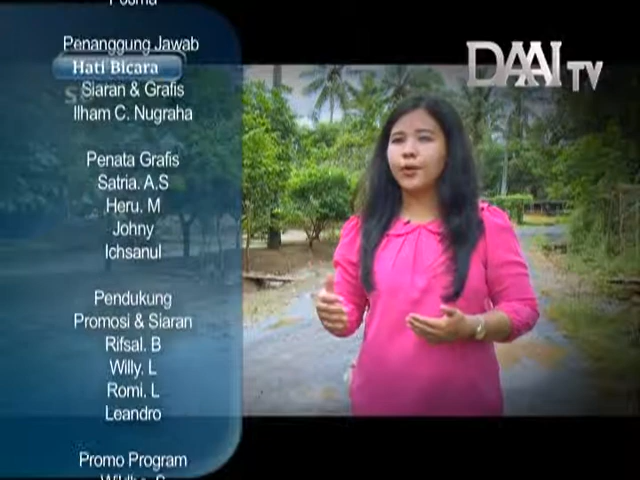 Penanggung Jawab
Hati Bicara
Siaran & Grafis
Ilham C. Nugraha
Penata Grafis
Satria. A.S
Heru. M
Johny
Ichsanul
Pendukung
Promosi & Siaran
Rifsal. B
Willy. L
Romi. L
Leandro
Promo Program
DAAI TV